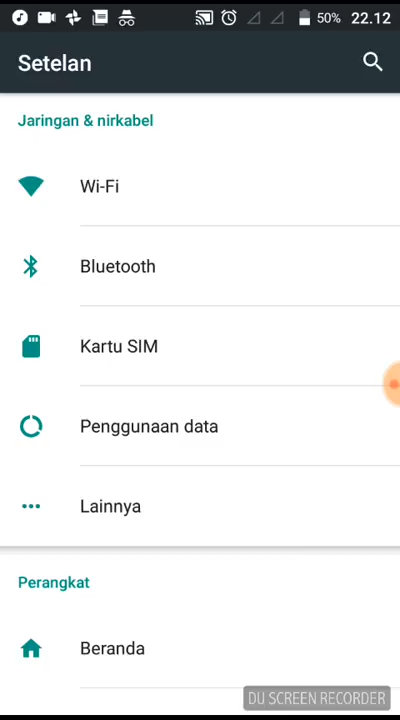 50% 22.12
Setelan
Jaringan & nirkabel
Wi-Fi
Bluetooth
Kartu SIM
Penggunaan data
Lainnya
Perangkat
Beranda
DU SCREEN RECORDER